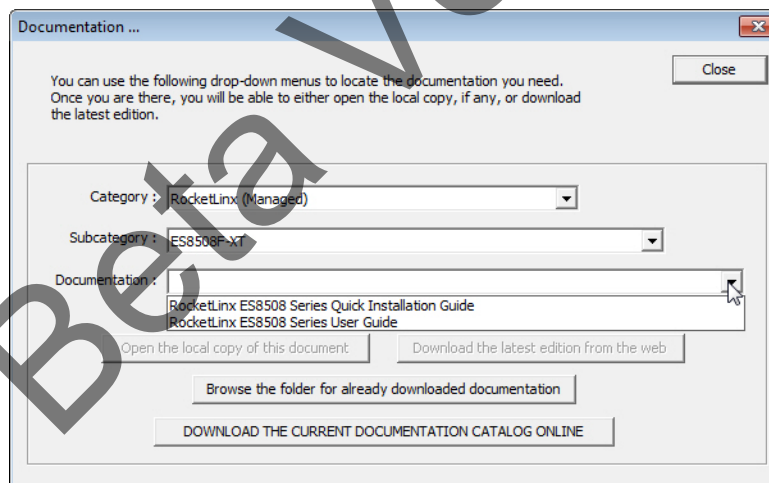 Documentation ...
Close
You can use the following drop-down menus to locate the documentation you need.
Once you are there, you will be able to either open the local copy, if any, or download
the latest edition.
Category : RocketLinx (Managed)
Subcategory : ES8508F-XT
Documentation :
RocketLinx ES8508 Series Quick Installation Guide
RocketLinx ES8508 Series User Guide
Open the local copy of this document Download the latest edition from the web
Browse the folder for already downloaded documentation
DOWNLOAD THE CURRENT DOCUMENTATION CATALOG ONLINE
Beta